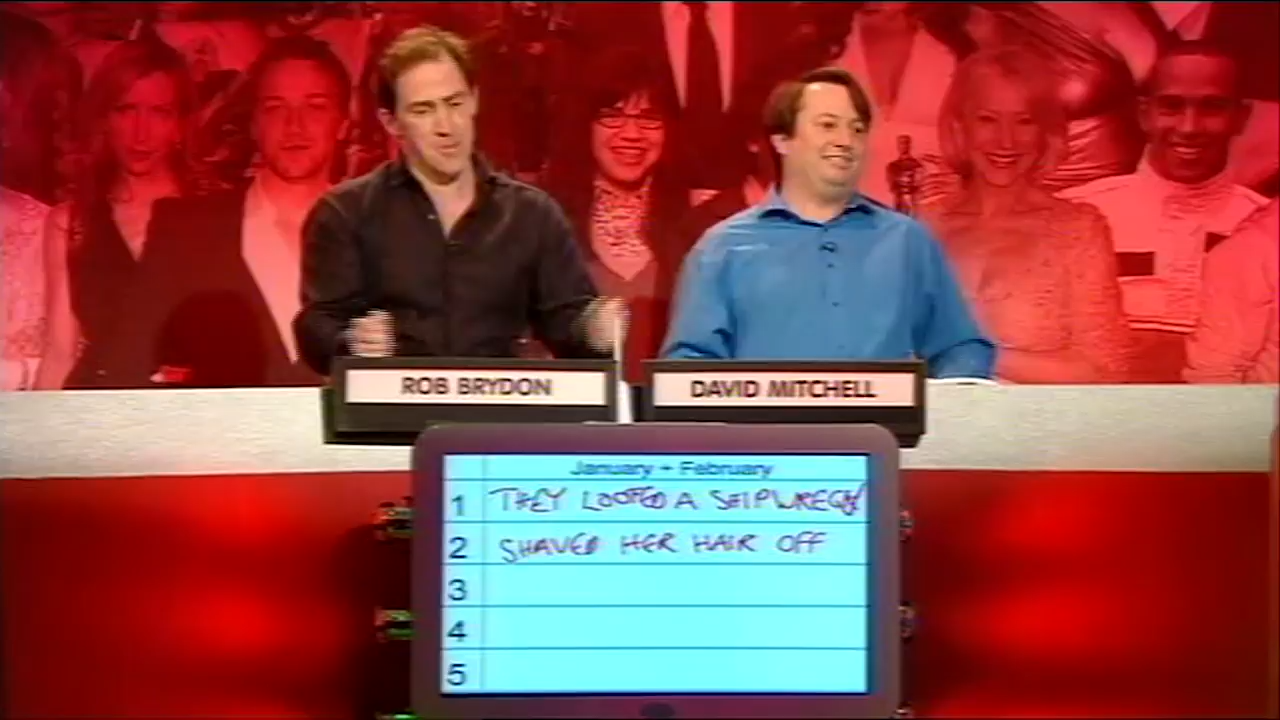 ROB BRYDON
DAVID MITCHELL
January + February
1 THEY LOOTED A SHIPWRECK
2 SHAVED HER HAIR OFF
3
4
5